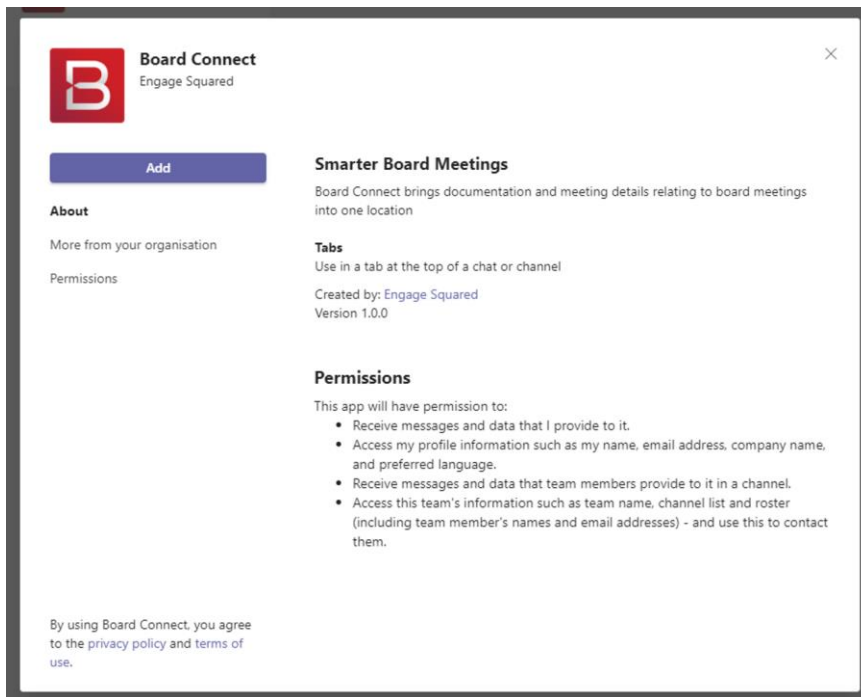 Board Connect
Engage Squared
Add
About
More from your organisation
Permissions
Smarter Board Meetings
Board Connect brings documentation and meeting details relating to board meetings
into one location
Tabs
Use in a tab at the top of a chat or channel
Created by: Engage Squared
Version 1.0.0
Permissions
This app will have permission to:
• Receive messages and data that I provide to it.
• Access my profile information such as my name, email address, company name,
and preferred language.
• Receive messages and data that team members provide to it in a channel.
• Access this team's information such as team name, channel list and roster
(including team member's names and email addresses) - and use this to contact
them.
By using Board Connect, you agree
to the privacy policy and terms of
use.